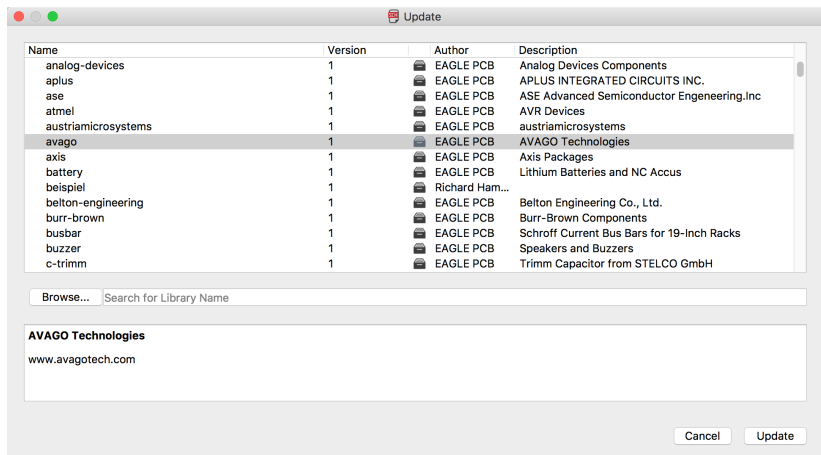 Update
Name Version Author Description
analog-devices 1 EAGLE PCB Analog Devices Components
aplus 1 EAGLE PCB APLUS INTEGRATED CIRCUITS INC.
ase 1 EAGLE PCB ASE Advanced Semiconductor Engeneering.Inc
atmel 1 EAGLE PCB AVR Devices
austriamicrosystems 1 EAGLE PCB austriamicrosystems
avago 1 EAGLE PCB AVAGO Technologies
axis 1 EAGLE PCB Axis Packages
battery 1 EAGLE PCB Lithium Batteries and NC Accus
beispiel 1 Richard Ham...
belton-engineering 1 EAGLE PCB Belton Engineering Co., Ltd.
burr-brown 1 EAGLE PCB Burr-Brown Components
busbar 1 EAGLE PCB Schroff Current Bus Bars for 19-Inch Racks
buzzer 1 EAGLE PCB Speakers and Buzzers
c-trimm 1 EAGLE PCB Trimm Capacitor from STELCO GmbH
Browse... Search for Library Name
AVAGO Technologies
www.avagotech.com
Cancel Update